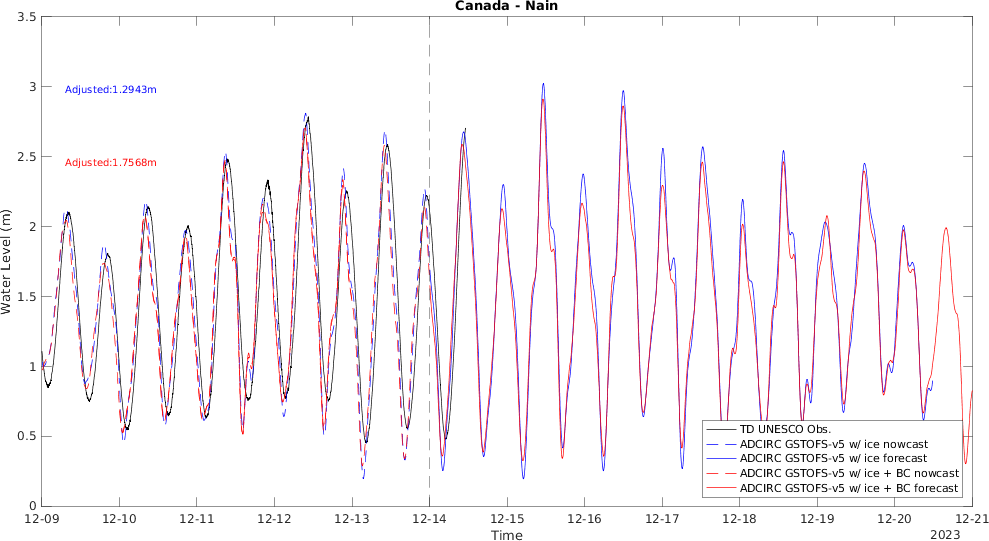 Canada - Nain
3.5
3
2.5
2
1.5
1
0.5
0
Water Level (m)
Adjusted:1.2943m
Adjusted:1.7568m
TD UNESCO Obs.
ADCIRC GSTOFS-v5 w/ ice nowcast
ADCIRC GSTOFS-v5 w/ ice forecast
ADCIRC GSTOFS-v5 w/ ice + BC nowcast
ADCIRC GSTOFS-v5 w/ ice + BC forecast
12-09 12-10 12-11 12-12 12-13 12-14 12-15 12-16 12-17 12-18 12-19 12-20 12-21
Time
2023